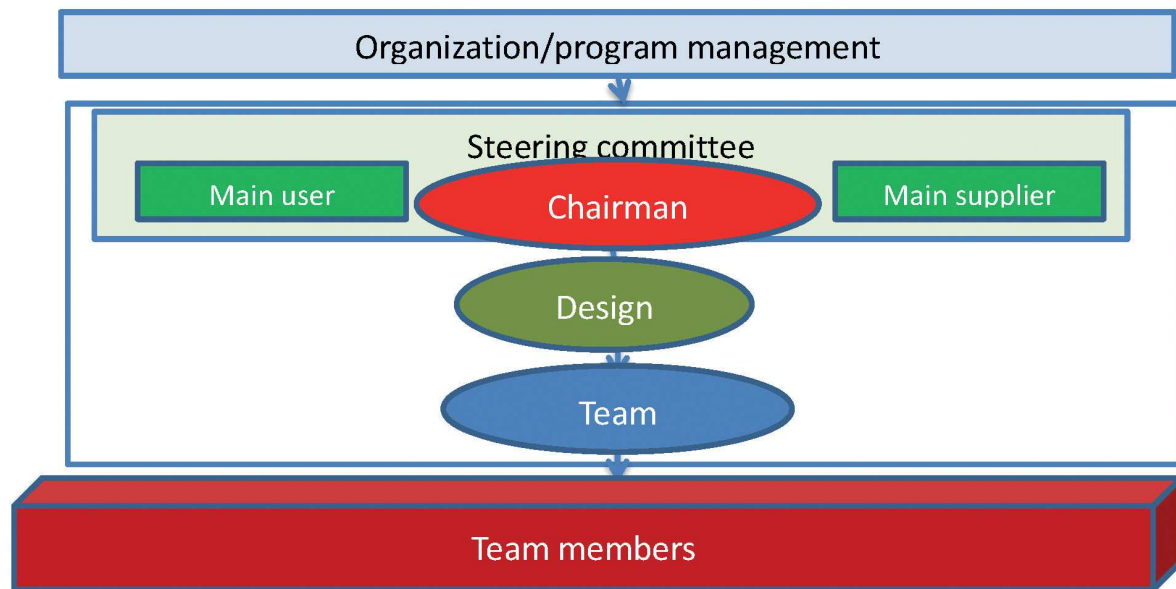 Organization/program management
Steering committee
Main user
Chairman
Main supplier
Design
Team
Team members